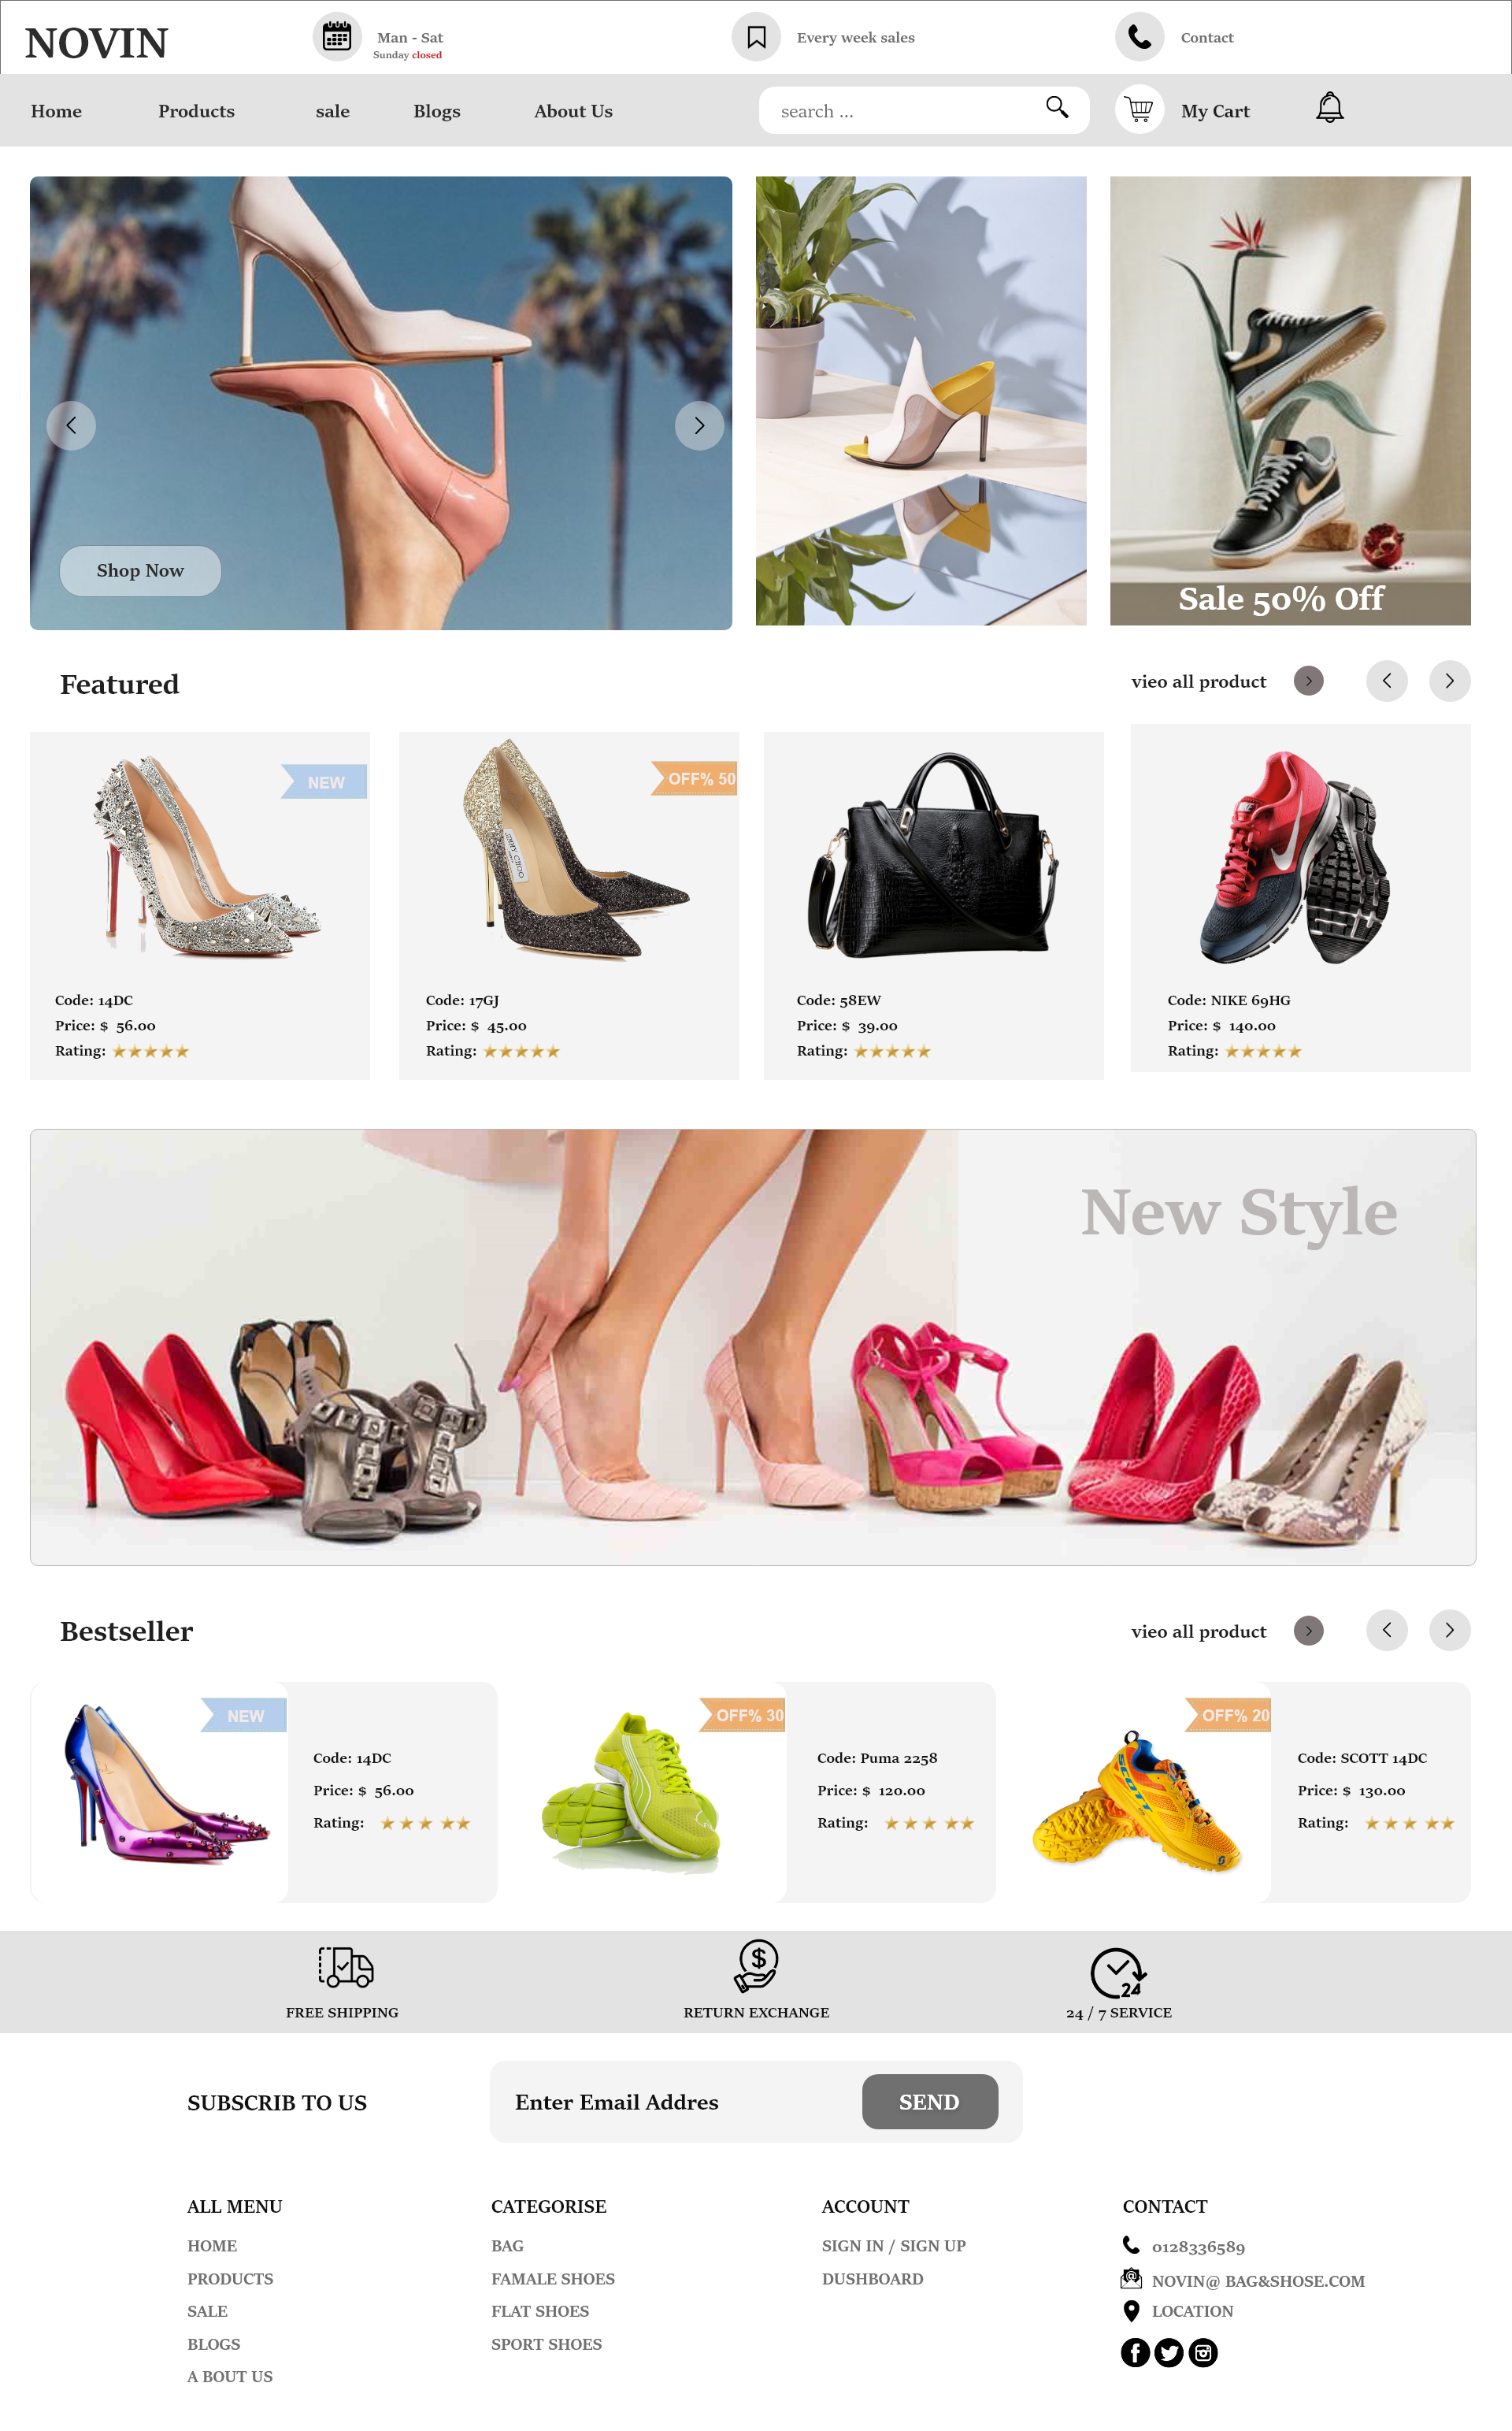 NOVIN
Man - Sat
Sunday closed
Every week sales
Contact
Home Products sale Blogs About Us search ... My Cart
Shop Now
Sale 50% Off
Featured
vieo all product
NEW
OFF% 50
JIMMY CHOO
NIKE
Code: 14DC
Price: $ 56.00
Rating:
Code: 17GJ
Price: $ 45.00
Rating:
Code: 58EW
Price: $ 39.00
Rating:
Code: NIKE 69HG
Price: $ 140.00
Rating:
New Style
Bestseller
vieo all product
NEW
Code: 14DC
Price: $ 56.00
Rating:
OFF% 30
Code: Puma 2258
Price: $ 120.00
Rating:
OFF% 20
SCOTT
Code: SCOTT 14DC
Price: $ 130.00
Rating:
$
24
FREE SHIPPING
RETURN EXCHANGE
24 / 7 SERVICE
SUBSCRIB TO US
Enter Email Addres
SEND
ALL MENU
HOME
PRODUCTS
SALE
BLOGS
A BOUT US
CATEGORISE
BAG
FAMALE SHOES
FLAT SHOES
SPORT SHOES
ACCOUNT
SIGN IN / SIGN UP
DUSHBOARD
CONTACT
0128336589
NOVIN@ BAG&SHOSE.COM
LOCATION